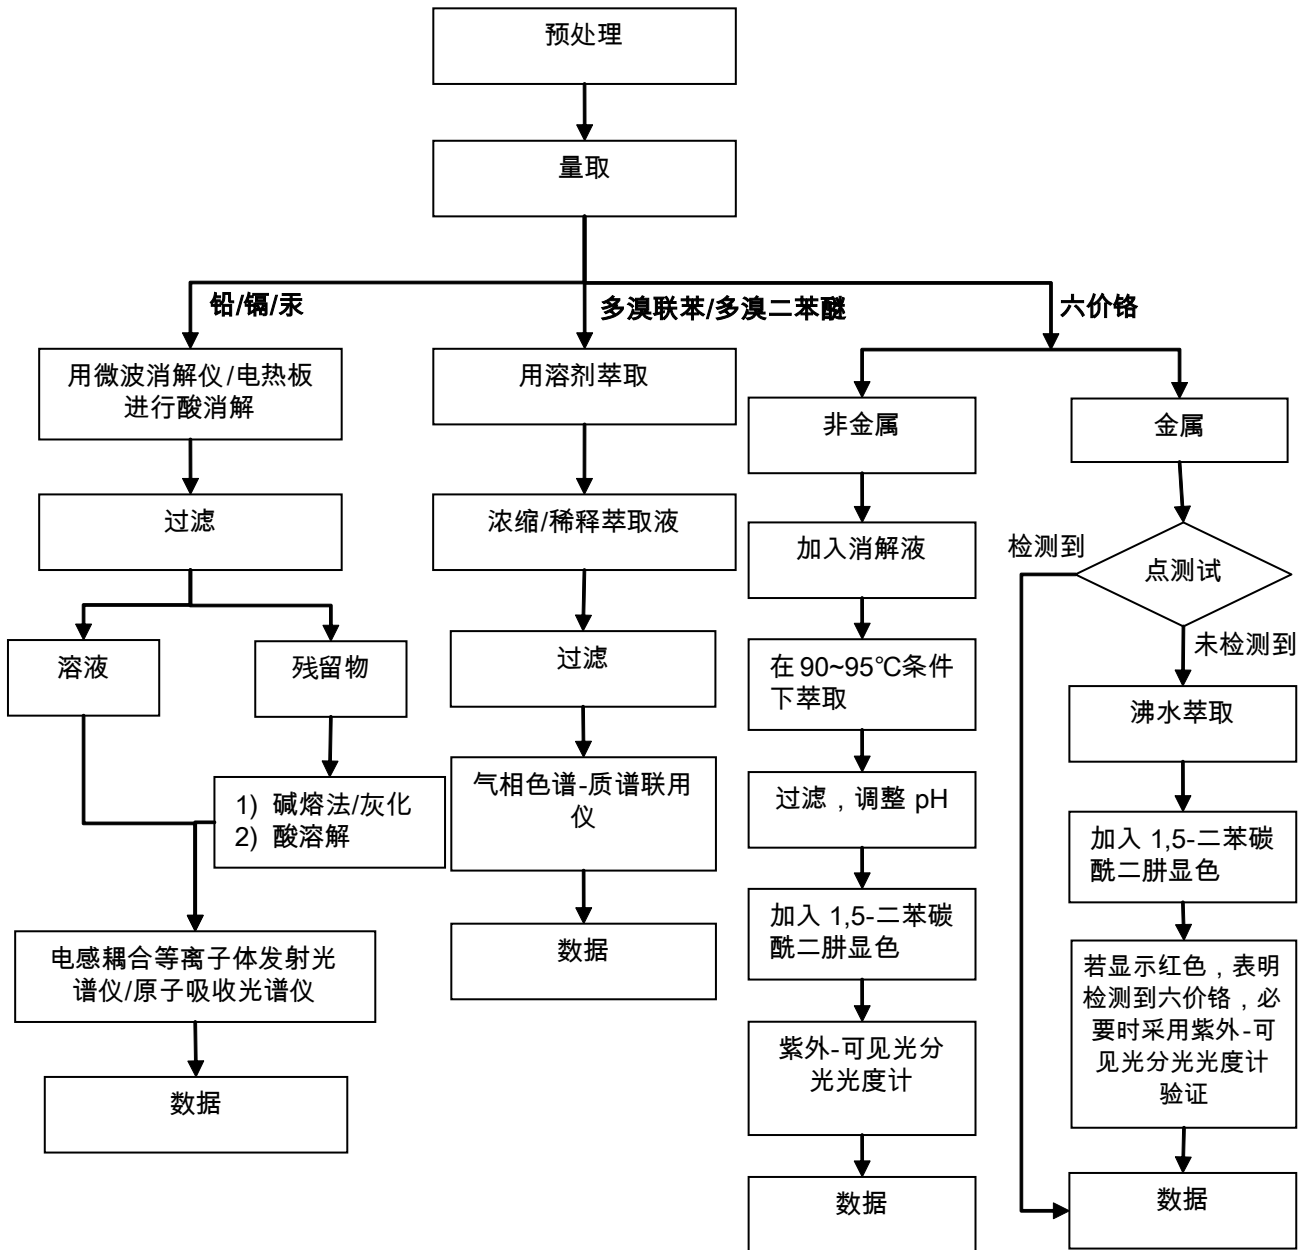 预处理
量取
铅/镉/汞
多溴联苯/多溴二苯醚
六价铬
用微波消解仪/电热板
进行酸消解
过滤
溶液
残留物
1) 碱熔法/灰化
2) 酸溶解
电感耦合等离子体发射光
谱仪/原子吸收光谱仪
数据
用溶剂萃取
浓缩/稀释萃取液
过滤
气相色谱-质谱联用
仪
数据
非金属
加入消解液
在 90~95℃条件
下萃取
过滤，调整 pH
加入 1,5-二苯碳
酰二肼显色
紫外-可见光分
光光度计
数据
金属
点测试
检测到
未检测到
沸水萃取
加入 1,5-二苯碳
酰二肼显色
若显示红色，表明
检测到六价铬，必
要时采用紫外-可
见光分光光度计
验证
数据